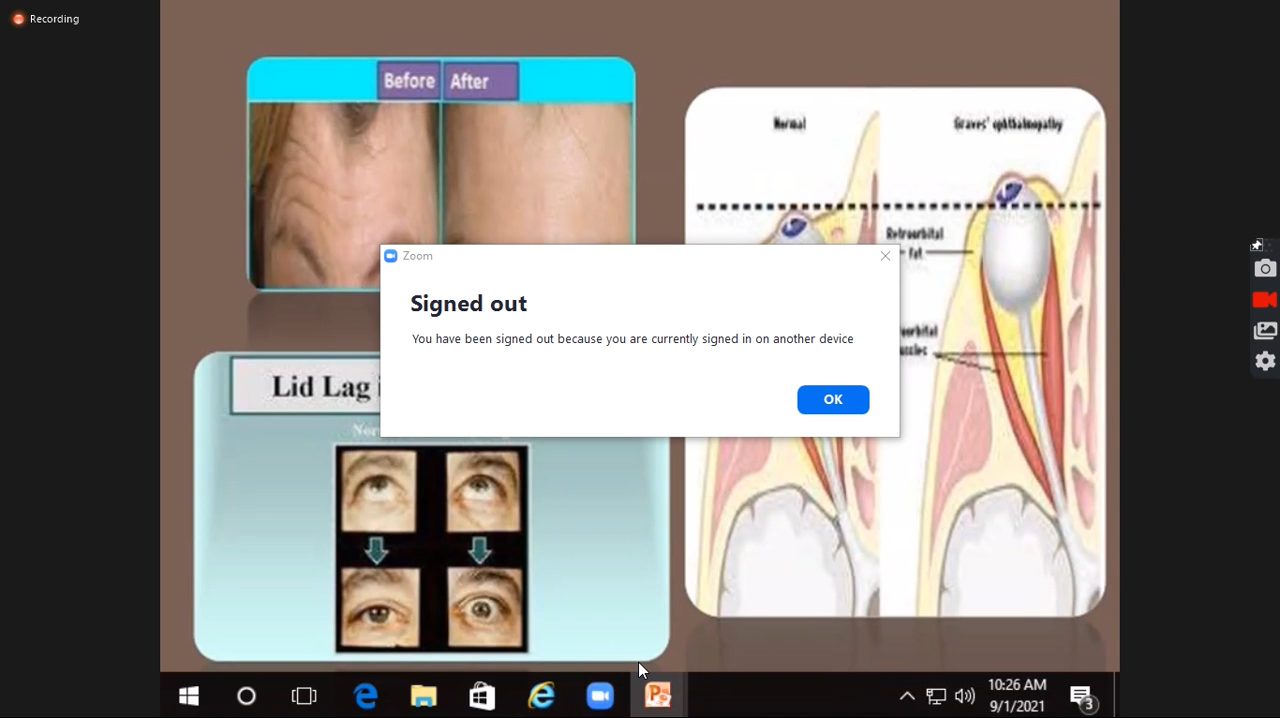 Recording
Before After
Normal
Graves' ophthalmopathy
Retroorbital
fat
Zoom
Signed out
You have been signed out because you are currently signed in on another device
OK
Lid Lag
10:26 AM
9/1/2021
3